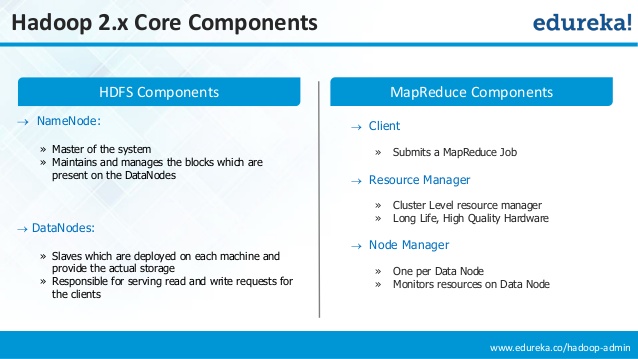 Hadoop 2.x Core Components
edureka!
HDFS Components
→ NameNode:
» Master of the system
» Maintains and manages the blocks which are
present on the DataNodes
→ DataNodes:
» Slaves which are deployed on each machine and
provide the actual storage
» Responsible for serving read and write requests for
the clients
MapReduce Components
→ Client
» Submits a MapReduce Job
→ Resource Manager
» Cluster Level resource manager
» Long Life, High Quality Hardware
→ Node Manager
» One per Data Node
» Monitors resources on Data Node
www.edureka.co/hadoop-admin